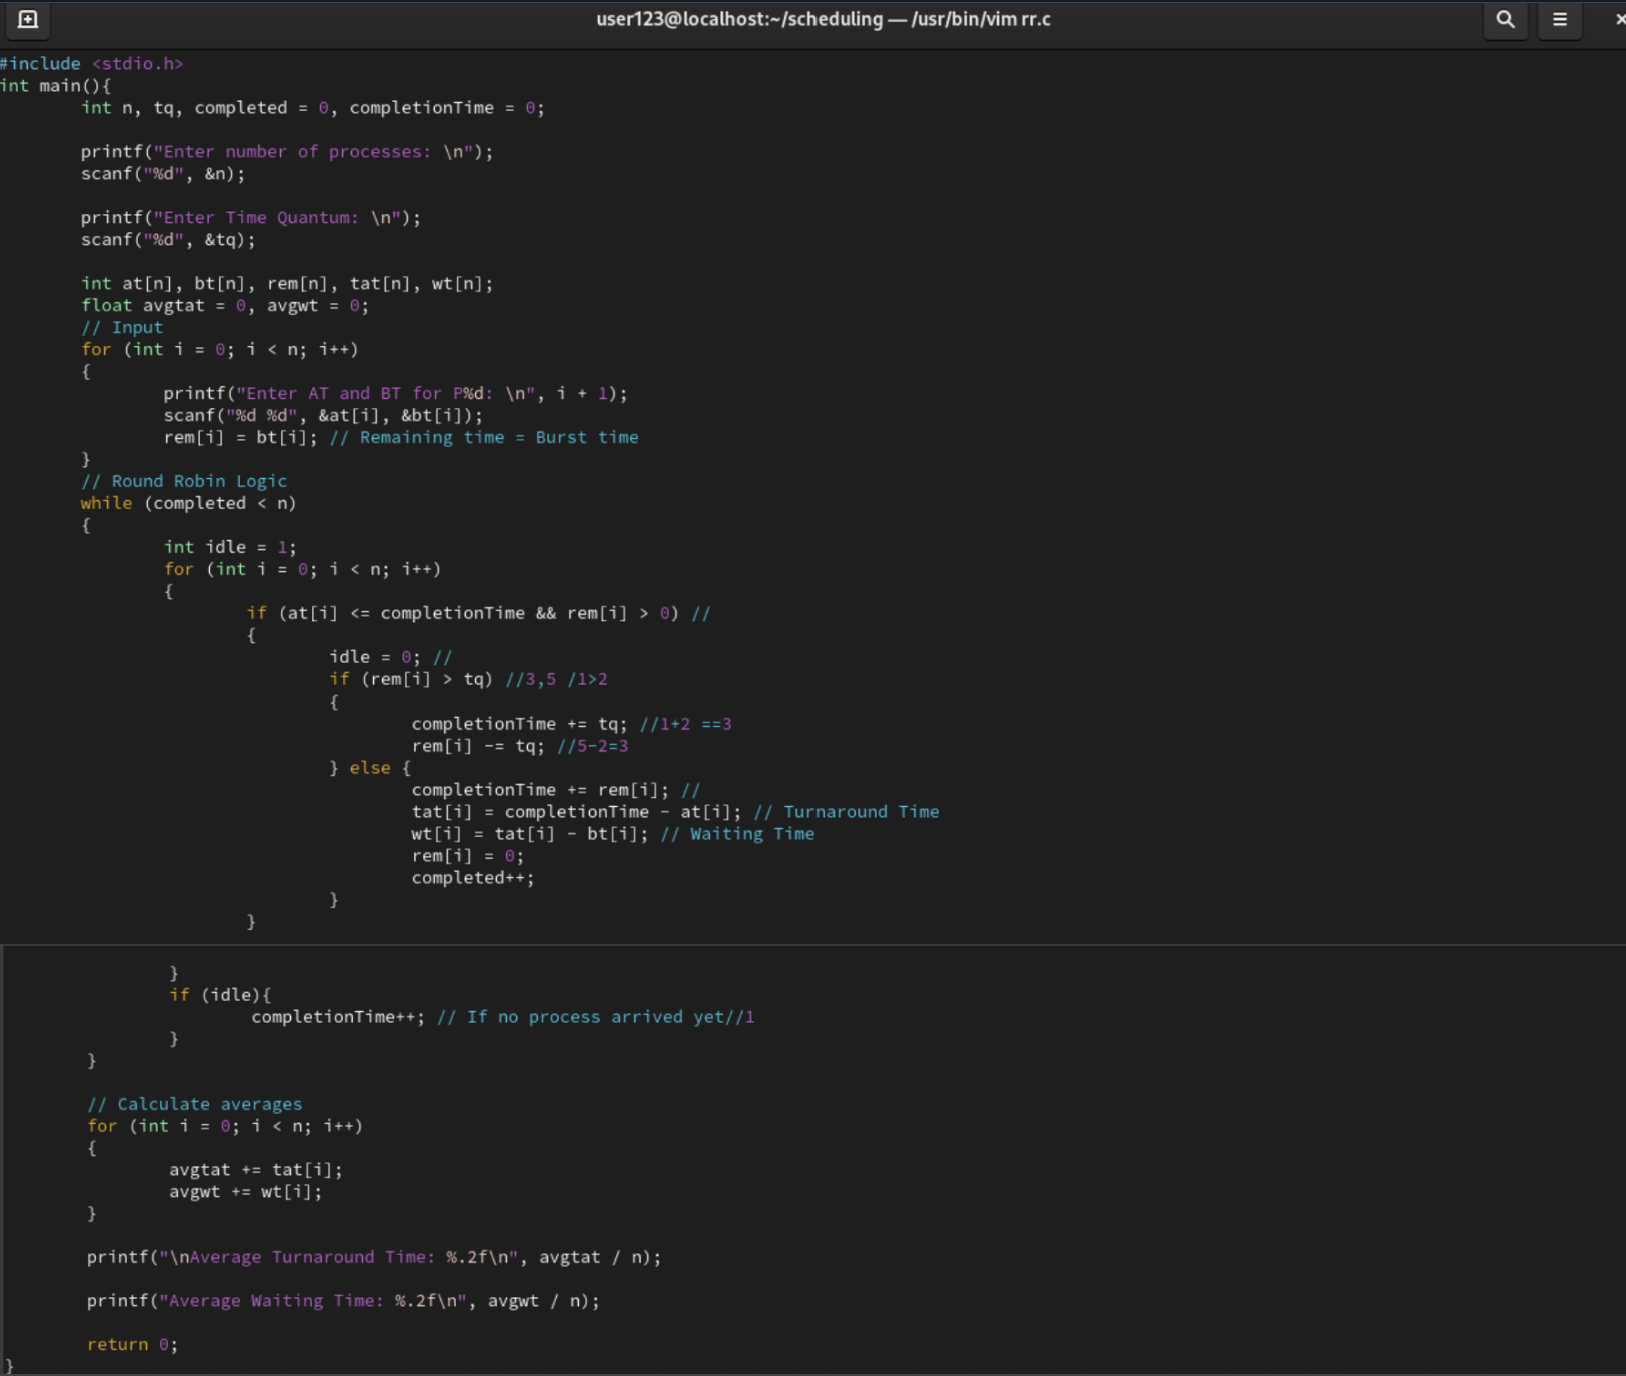 user123@localhost:~/scheduling — /usr/bin/vim rr.c
#include <stdio.h>
int main(){
int n, tq, completed = 0, completionTime = 0;
printf("Enter number of processes: \n");
scanf("%d", &n);
printf("Enter Time Quantum: \n");
scanf("%d", &tq);
int at[n], bt[n], rem[n], tat[n], wt[n];
float avgtat = 0, avgwt = 0;
// Input
for (int i = 0; i < n; i++)
{
printf("Enter AT and BT for P%d: \n", i + 1);
scanf("%d %d", &at[i], &bt[i]);
rem[i] = bt[i]; // Remaining time = Burst time
}
// Round Robin Logic
while (completed < n)
{
int idle = 1;
for (int i = 0; i < n; i++)
{
if (at[i] <= completionTime && rem[i] > 0) //
{
idle = 0; //
if (rem[i] > tq) //3,5 /1>2
{
completionTime += tq; //1+2 ==3
rem[i] -= tq; //5-2=3
} else {
completionTime += rem[i]; //
tat[i] = completionTime - at[i]; // Turnaround Time
wt[i] = tat[i] - bt[i]; // Waiting Time
rem[i] = 0;
completed++;
}
}
}
if (idle){
completionTime++; // If no process arrived yet//1
}
}
// Calculate averages
for (int i = 0; i < n; i++)
{
avgtat += tat[i];
avgwt += wt[i];
}
printf("\nAverage Turnaround Time: %.2f\n", avgtat / n);
printf("Average Waiting Time: %.2f\n", avgwt / n);
return 0;
}